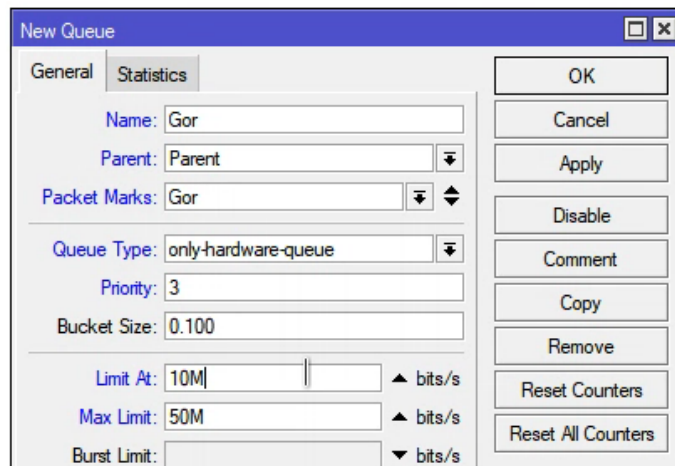 New Queue
General Statistics
OK
Name: Gor
Cancel
Parent: Parent
Apply
Packet Marks: Gor
Disable
Queue Type: only-hardware-queue
Comment
Priority: 3
Copy
Bucket Size: 0.100
Remove
Limit At: 10M bits/s
Reset Counters
Max Limit: 50M bits/s
Reset All Counters
Burst Limit: bits/s